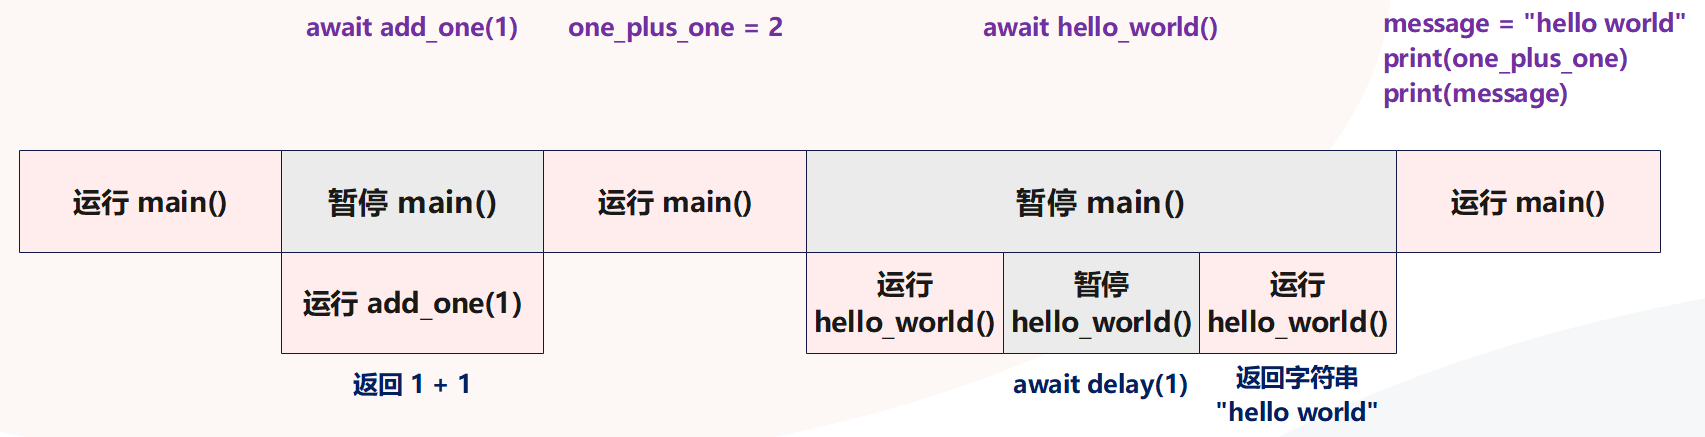 await add_one(1)
one_plus_one = 2
await hello_world()
message = "hello world"
print(one_plus_one)
print(message)
运行 main()
暂停 main()
运行 main()
暂停 main()
运行 main()
运行 add_one(1)
运行
hello_world()
暂停
hello_world()
运行
hello_world()
返回 1 + 1
await delay(1)
返回字符串
"hello world"